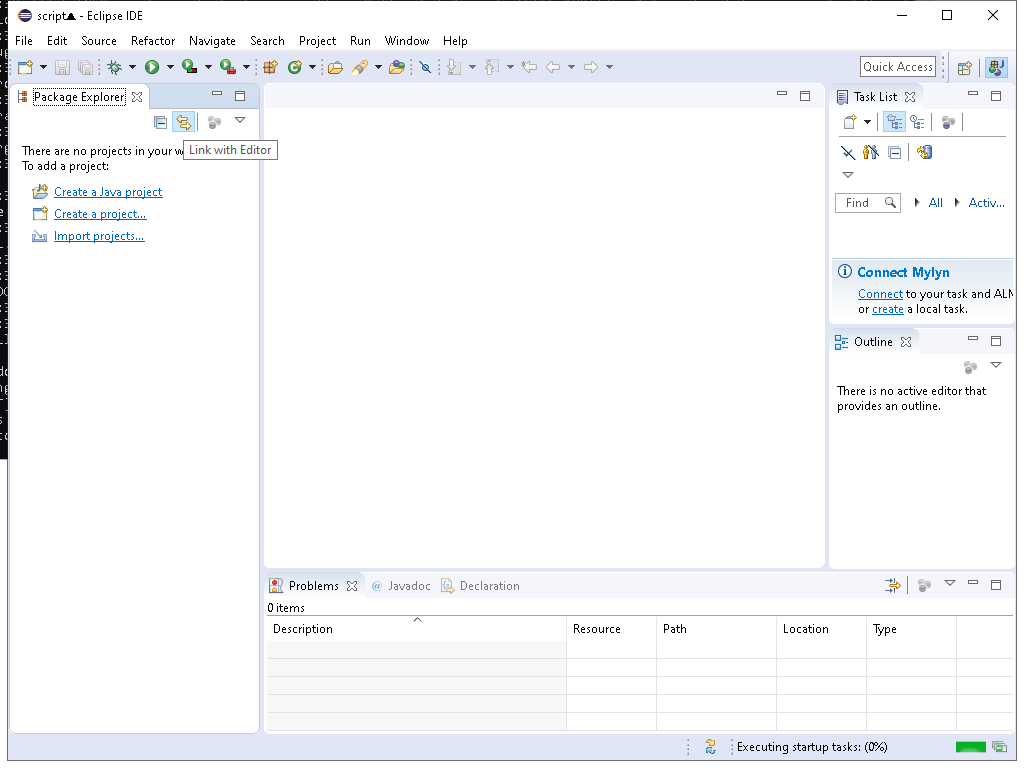 script▲ - Eclipse IDE
File Edit Source Refactor Navigate Search Project Run Window Help
Quick Access
Package Explorer
Link with Editor
There are no projects in your
To add a project:
Create a Java project
Create a project...
Import projects...
Task List
Find
All
Activ...
Connect Mylyn
Connect to your task and ALM
or create a local task.
Outline
There is no active editor that
provides an outline.
Problems @ Javadoc Declaration
0 items
Description Resource Path Location Type
Executing startup tasks: (0%)